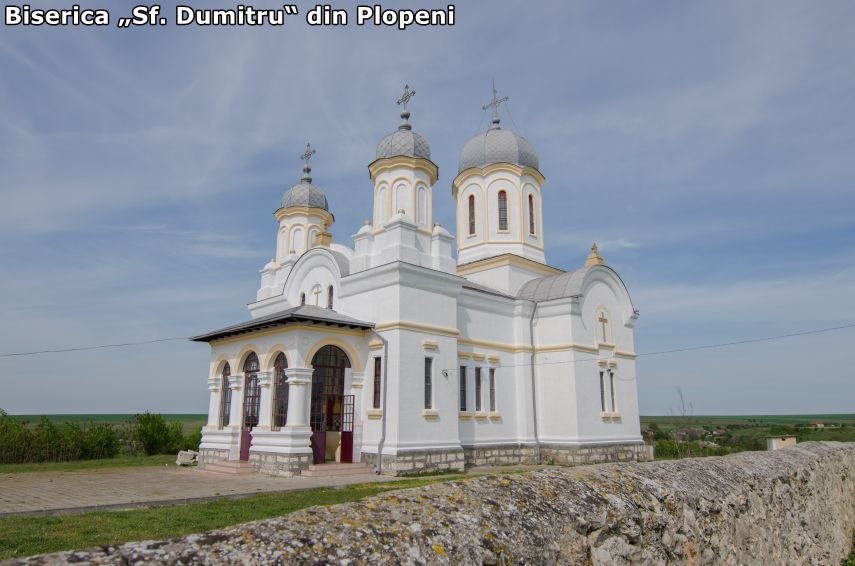 Biserica „Sf. Dumitru“ din Plopeni